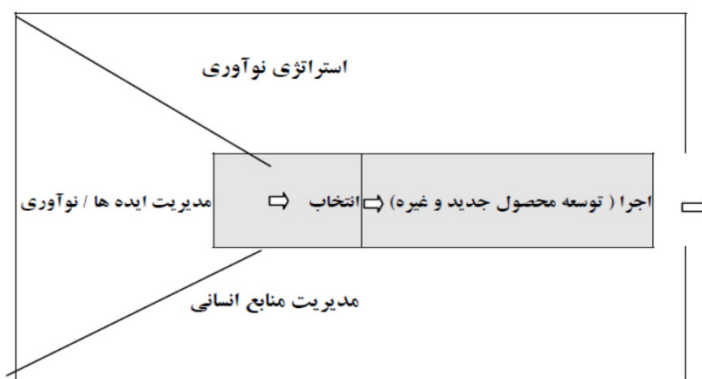 استراتژی نوآوری
مدیریت ایده ها / نوآوری
انتخاب
اجرا ( توسعه محصول جدید و غیره)
مدیریت منابع انسانی